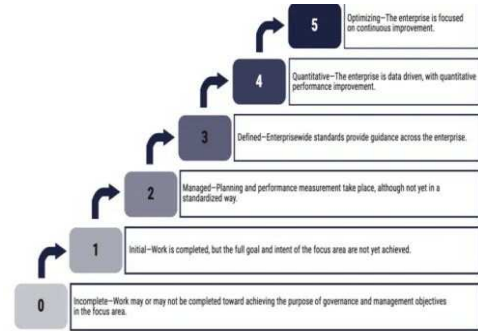 5
Optimizing—The enterprise is focused
on continuous improvement.
4
Quantitative—The enterprise is data driven, with quantitative
performance improvement.
3
Defined—Enterprisewide standards provide guidance across the enterprise.
2
Managed—Planning and performance measurement take place, although not yet in a
standardized way.
1
Initial—Work is completed, but the full goal and intent of the focus area are not yet achieved.
0
Incomplete—Work may or may not be completed toward achieving the purpose of governance and management objectives
in the focus area.